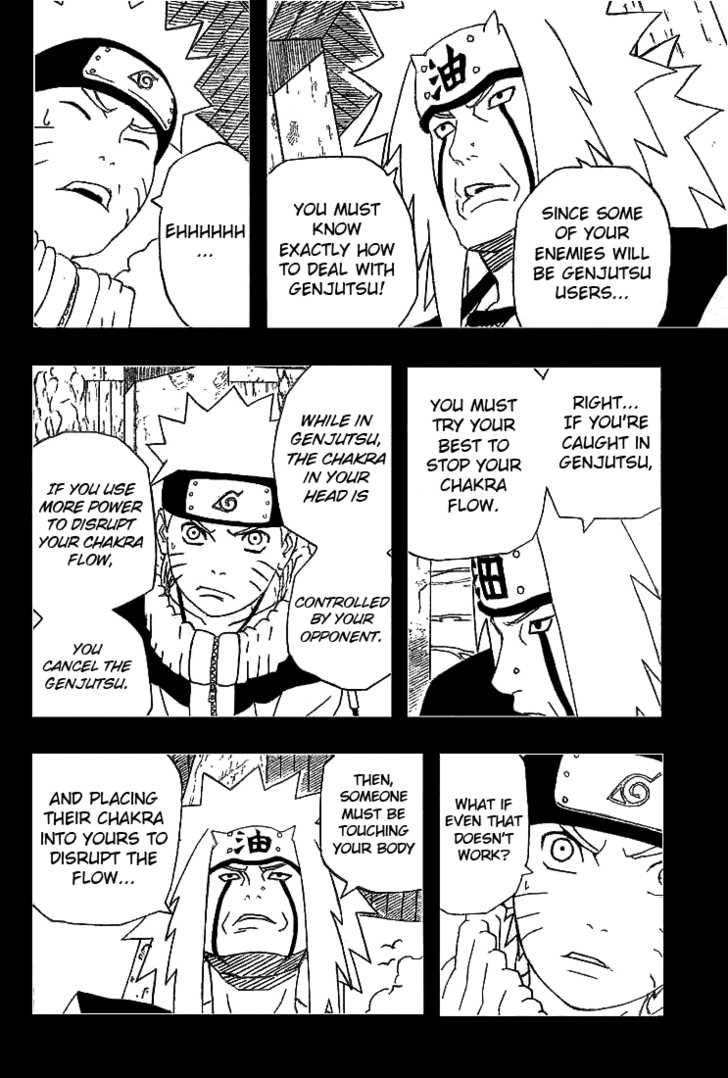 SINCE SOME
OF YOUR
ENEMIES WILL
BE GENJUTSU
USERS...
油
YOU MUST
KNOW
EXACTLY HOW
TO DEAL WITH
GENJUTSU!
EHHHHHH
...
RIGHT...
IF YOU'RE
CAUGHT IN
GENJUTSU,
YOU MUST
TRY YOUR
BEST TO
STOP YOUR
CHAKRA
FLOW.
油
WHILE IN
GENJUTSU,
THE CHAKRA
IN YOUR
HEAD IS
CONTROLLED
BY YOUR
OPPONENT.
IF YOU USE
MORE POWER
TO DISRUPT
YOUR CHAKRA
FLOW,
YOU
CANCEL THE
GENJUTSU.
WHAT IF
EVEN THAT
DOESN'T
WORK?
THEN,
SOMEONE
MUST BE
TOUCHING
YOUR BODY
油
AND PLACING
THEIR CHAKRA
INTO YOURS TO
DISRUPT THE
FLOW...